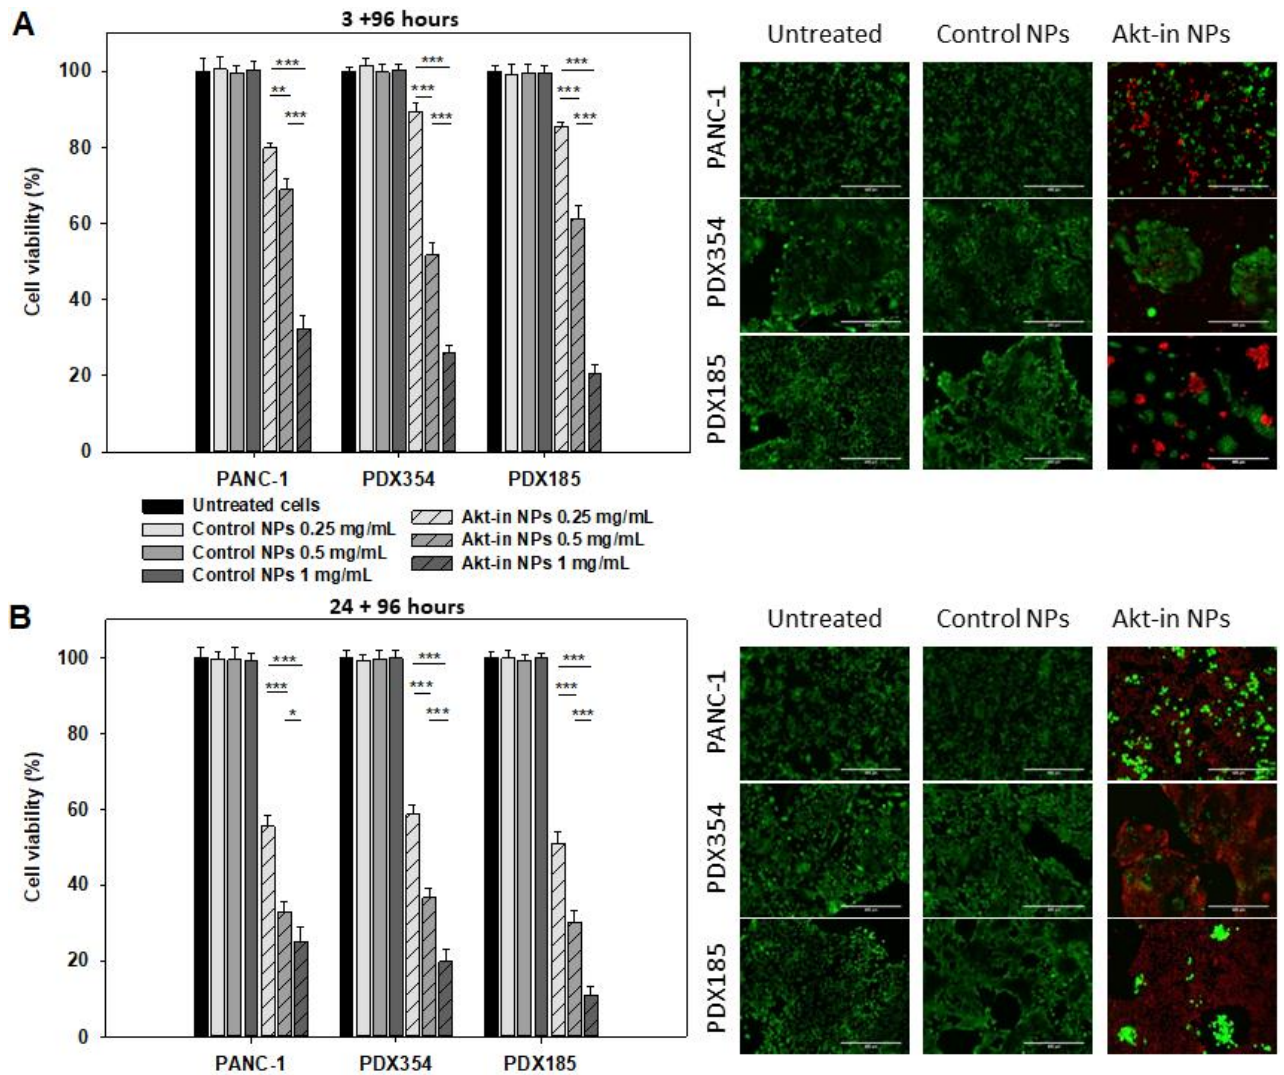 A
3 +96 hours
Cell viability (%)
100
80
60
40
20
0
***
**
***
***
***
***
***
***
***
PANC-1 PDX354 PDX185
Untreated cells
Control NPs 0.25 mg/mL
Control NPs 0.5 mg/mL
Control NPs 1 mg/mL
Akt-in NPs 0.25 mg/mL
Akt-in NPs 0.5 mg/mL
Akt-in NPs 1 mg/mL
Untreated Control NPs Akt-in NPs
PANC-1
PDX354
PDX185
B
24 + 96 hours
Cell viability (%)
100
80
60
40
20
0
***
***
*
***
***
***
***
***
***
PANC-1 PDX354 PDX185
Untreated Control NPs Akt-in NPs
PANC-1
PDX354
PDX185